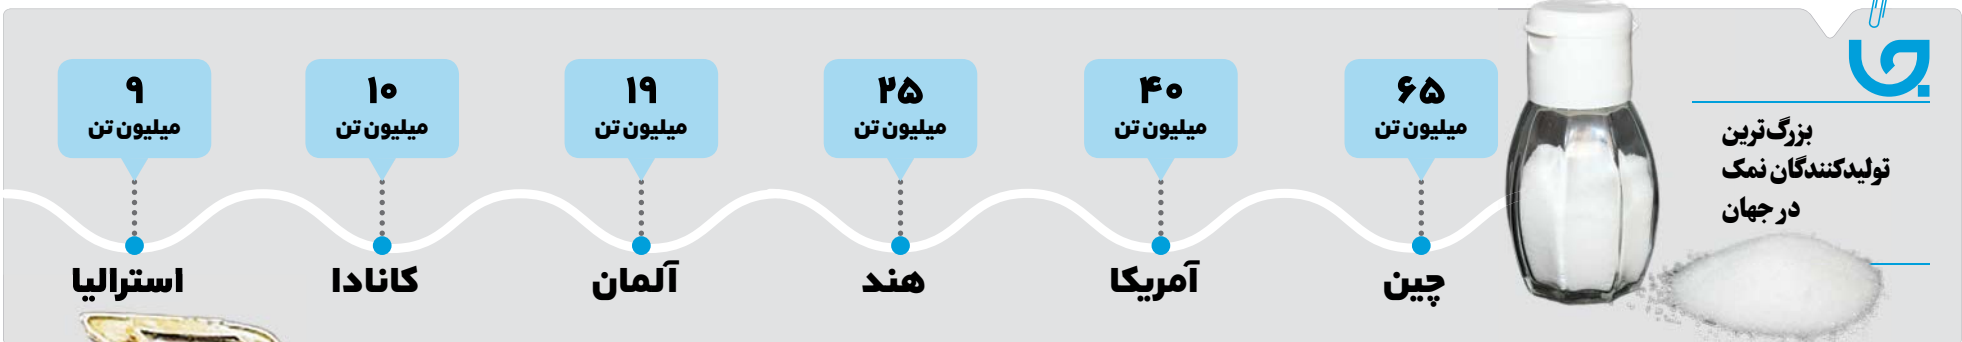 بزرگ‌ترین
تولیدکنندگان نمک
در جهان
۶۵
میلیون تن
چین
۴۰
میلیون تن
آمریکا
۲۵
میلیون تن
هند
۱۹
میلیون تن
آلمان
۱۰
میلیون تن
کانادا
۹
میلیون تن
استرالیا